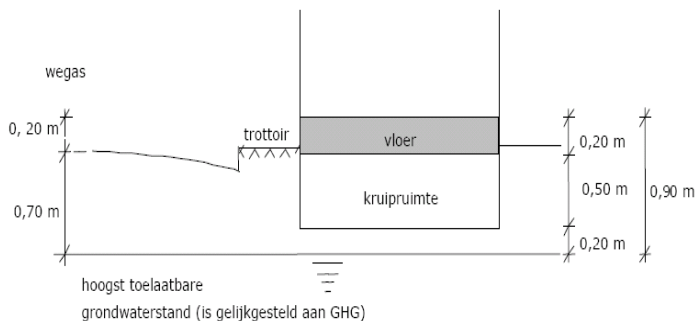 wegas
0, 20 m
trottoir
vloer
0,20 m
kruipruimte
0,50 m
0,90 m
0,70 m
0,20 m
hoogst toelaatbare
grondwaterstand (is gelijkgesteld aan GHG)